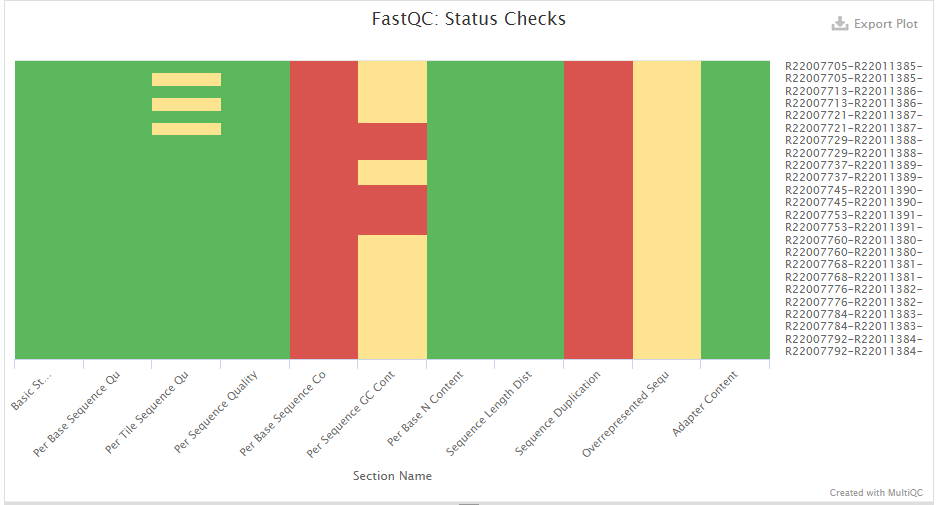 FastQC: Status Checks
Export Plot
R22007705-R22011385-
R22007705-R22011385-
R22007713-R22011386-
R22007713-R22011386-
R22007721-R22011387-
R22007721-R22011387-
R22007729-R22011388-
R22007729-R22011388-
R22007737-R22011389-
R22007737-R22011389-
R22007745-R22011390-
R22007745-R22011390-
R22007753-R22011391-
R22007753-R22011391-
R22007760-R22011380-
R22007760-R22011380-
R22007768-R22011381-
R22007768-R22011381-
R22007776-R22011382-
R22007776-R22011382-
R22007784-R22011383-
R22007784-R22011383-
R22007792-R22011384-
R22007792-R22011384-
Basic St...
Per Base Sequence Qu
Per Tile Sequence Qu
Per Sequence Quality
Per Base Sequence Co
Per Sequence GC Cont
Per Base N Content
Sequence Length Dist
Sequence Duplication
Overrepresented Sequ
Adapter Content
Section Name
Created with MultiQC